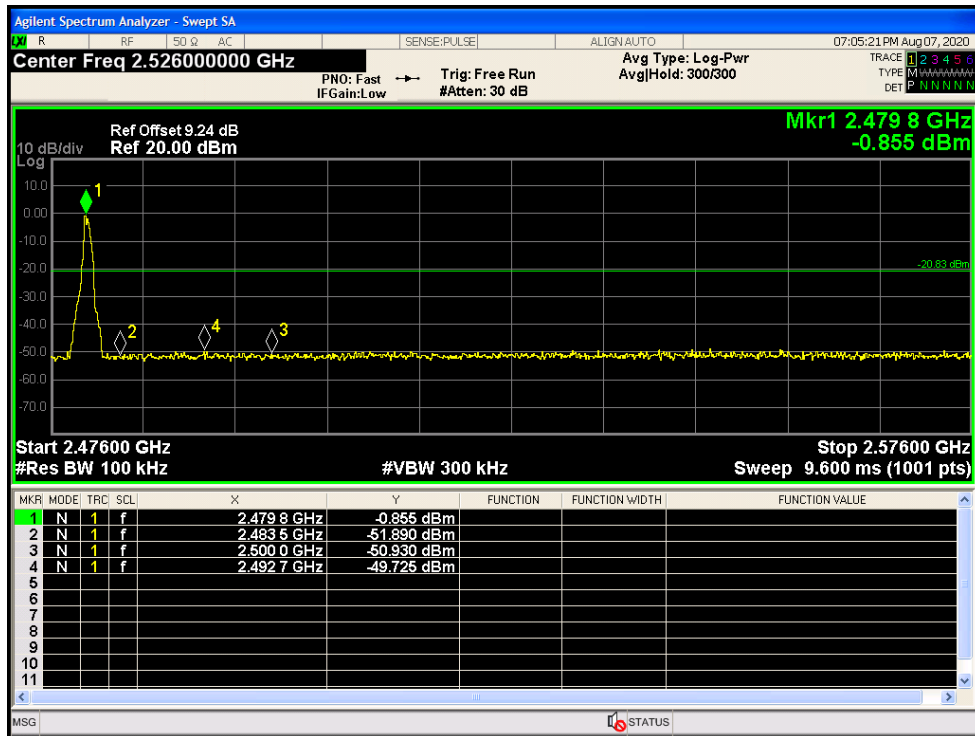 Agilent Spectrum Analyzer - Swept SA
LXI R RF 50 Ω AC SENSE:PULSE ALIGN AUTO 07:05:21 PM Aug 07, 2020
Center Freq 2.526000000 GHz
PNO: Fast
IFGain:Low
Trig: Free Run
#Atten: 30 dB
Avg Type: Log-Pwr
Avg|Hold: 300/300
TRACE 1 2 3 4 5 6
TYPE M
DET P N N N N N
Ref Offset 9.24 dB
10 dB/div Ref 20.00 dBm
Log
Mkr1 2.479 8 GHz
-0.855 dBm
10.0
0.00
-10.0
-20.0
-30.0
-40.0
-50.0
-60.0
-70.0
1
2
4
3
-20.83 dBm
Start 2.47600 GHz Stop 2.57600 GHz
#Res BW 100 kHz #VBW 300 kHz Sweep 9.600 ms (1001 pts)
MKR MODE TRC SCL X Y FUNCTION FUNCTION WIDTH FUNCTION VALUE
1 N 1 f 2.479 8 GHz -0.855 dBm
2 N 1 f 2.483 5 GHz -51.890 dBm
3 N 1 f 2.500 0 GHz -50.930 dBm
4 N 1 f 2.492 7 GHz -49.725 dBm
5
6
7
8
9
10
11
MSG STATUS